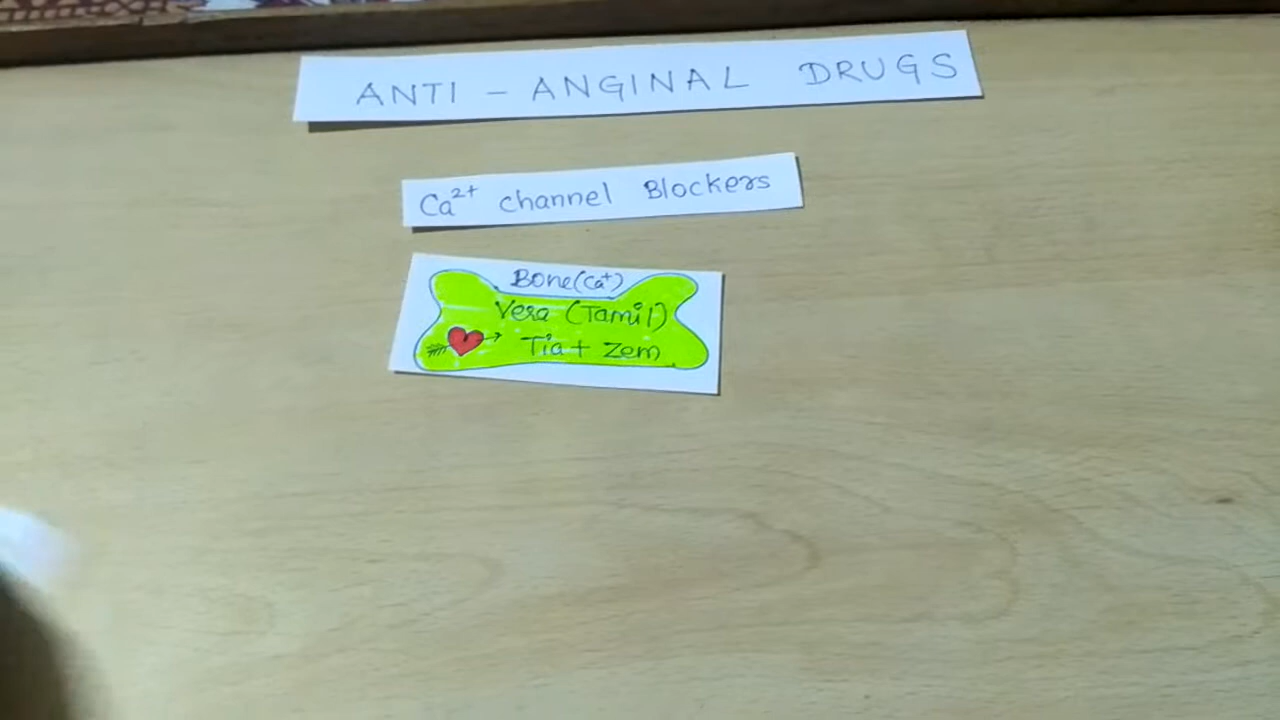 ANTI - ANGINAL DRUGS
Ca²⁺ channel Blockers
Bone(Ca⁺)
Vera (Tamil)
Tia + Zem